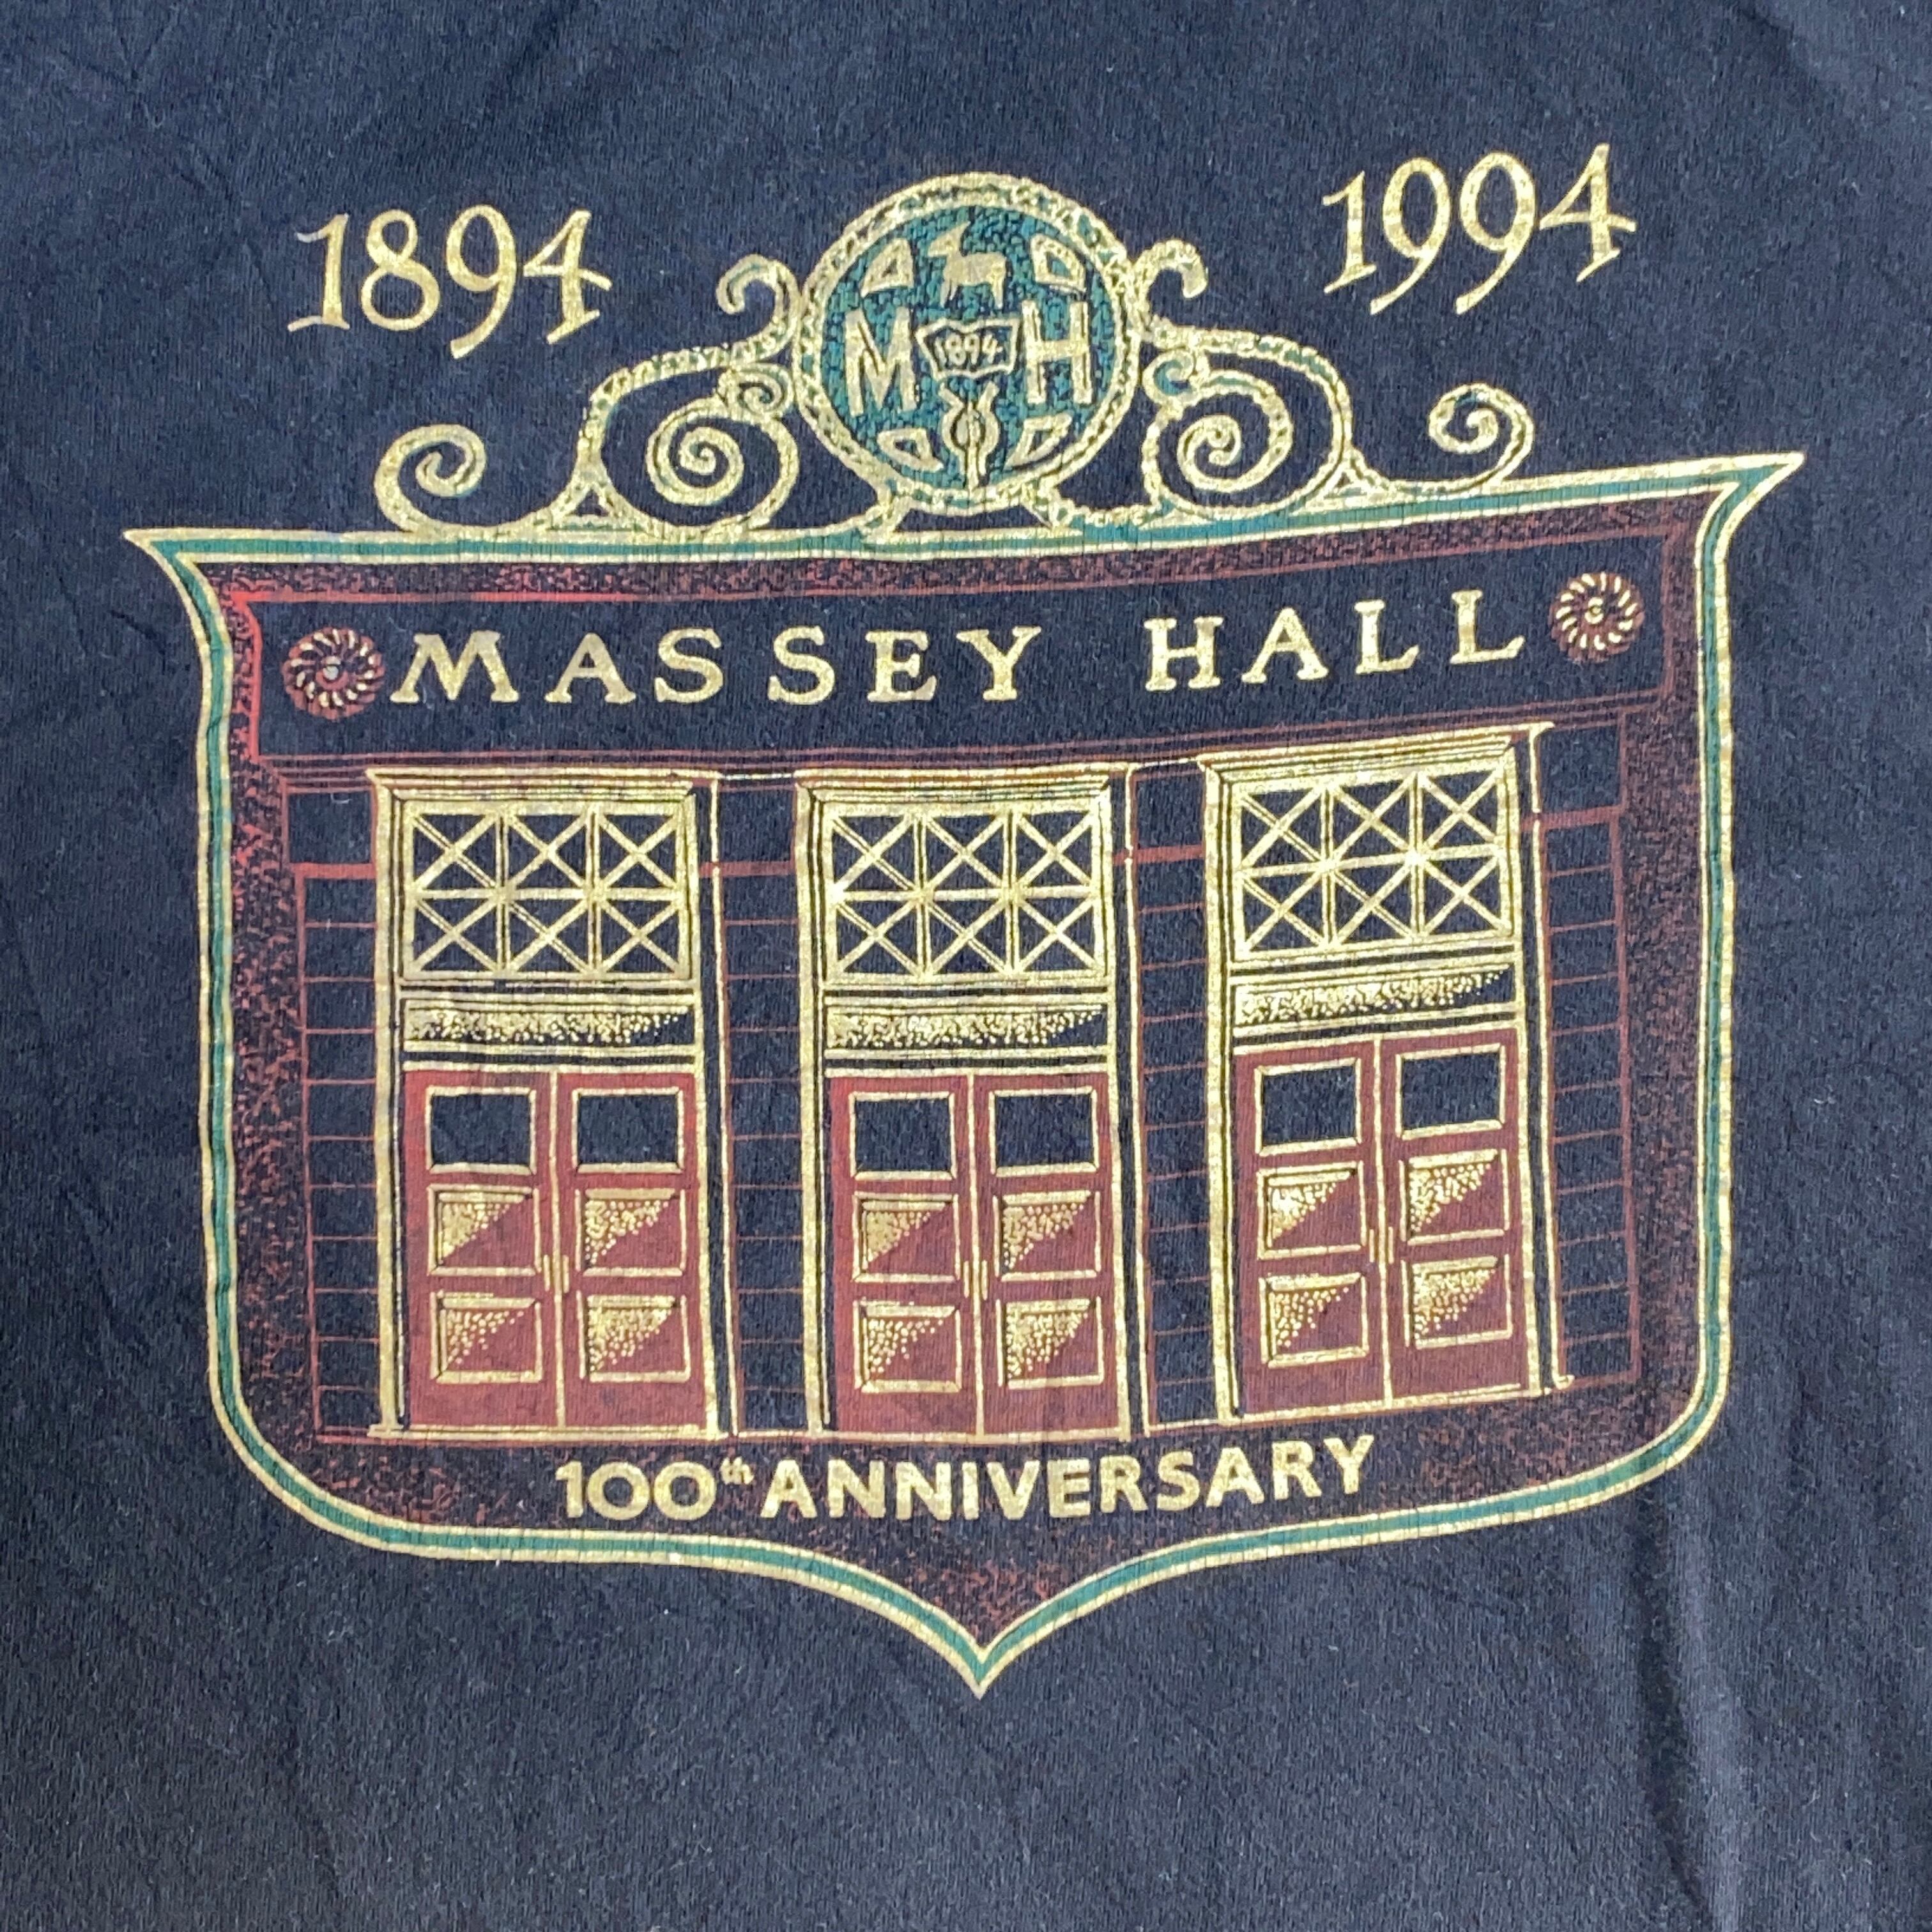 1894
1994
M 1894 H
MASSEY HALL
100th ANNIVERSARY